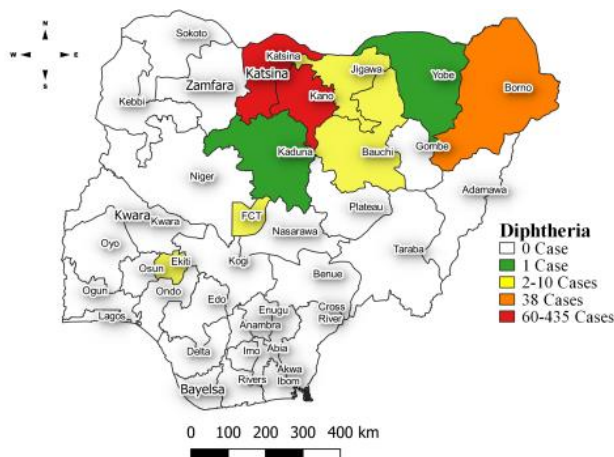 N
W E
S
Sokoto
Katsina
Zamfara
Katsina
Jigawa
Yobe
Borno
Kebbi
Kano
Gombe
Kaduna
Bauchi
Niger
Adamawa
Kwara
Kwara
FCT
Plateau
Nasarawa
Oyo
Taraba
Osun
Ekiti
Kogi
Benue
Ogun
Ondo
Edo
Lagos
Enugu
Cross
River
Anambra
Delta
Imo
Abia
Akwa
Ibom
Bayelsa
Rivers
Diphtheria
0 Case
1 Case
2-10 Cases
38 Cases
60-435 Cases
0 100 200 300 400 km